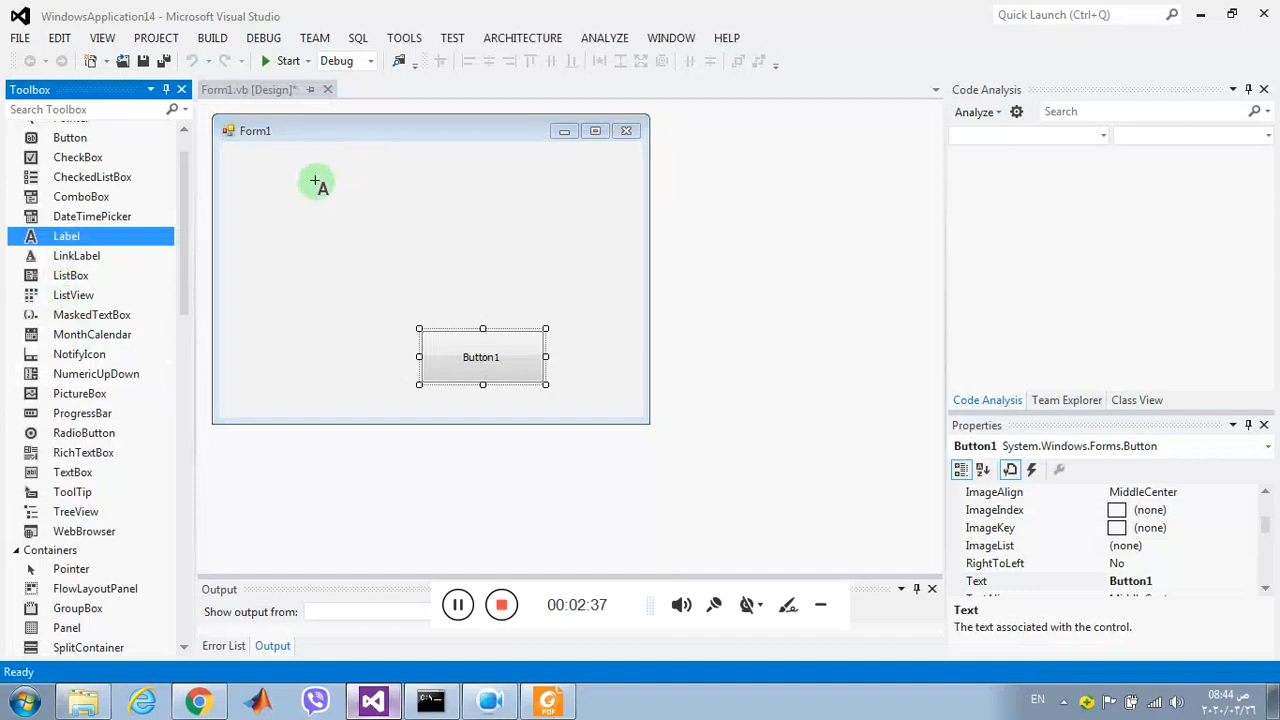 WindowsApplication14 - Microsoft Visual Studio
Quick Launch (Ctrl+Q)
FILE EDIT VIEW PROJECT BUILD DEBUG TEAM SQL TOOLS TEST ARCHITECTURE ANALYZE WINDOW HELP
Start Debug
Toolbox
Search Toolbox
Button
CheckBox
CheckedListBox
ComboBox
DateTimePicker
A Label
A LinkLabel
ListBox
ListView
MaskedTextBox
MonthCalendar
NotifyIcon
NumericUpDown
PictureBox
ProgressBar
RadioButton
RichTextBox
TextBox
ToolTip
TreeView
WebBrowser
Containers
Pointer
FlowLayoutPanel
GroupBox
Panel
SplitContainer
Form1.vb [Design]*
Form1
A
Button1
Output
Show output from:
00:02:37
Error List Output
Code Analysis
Analyze Search
Code Analysis Team Explorer Class View
Properties
Button1 System.Windows.Forms.Button
ImageAlign MiddleCenter
ImageIndex (none)
ImageKey (none)
ImageList (none)
RightToLeft No
Text Button1
Text
The text associated with the control.
Ready
PDF
EN
08:44 ص
٢٠٢٠/٠٣/٢٦